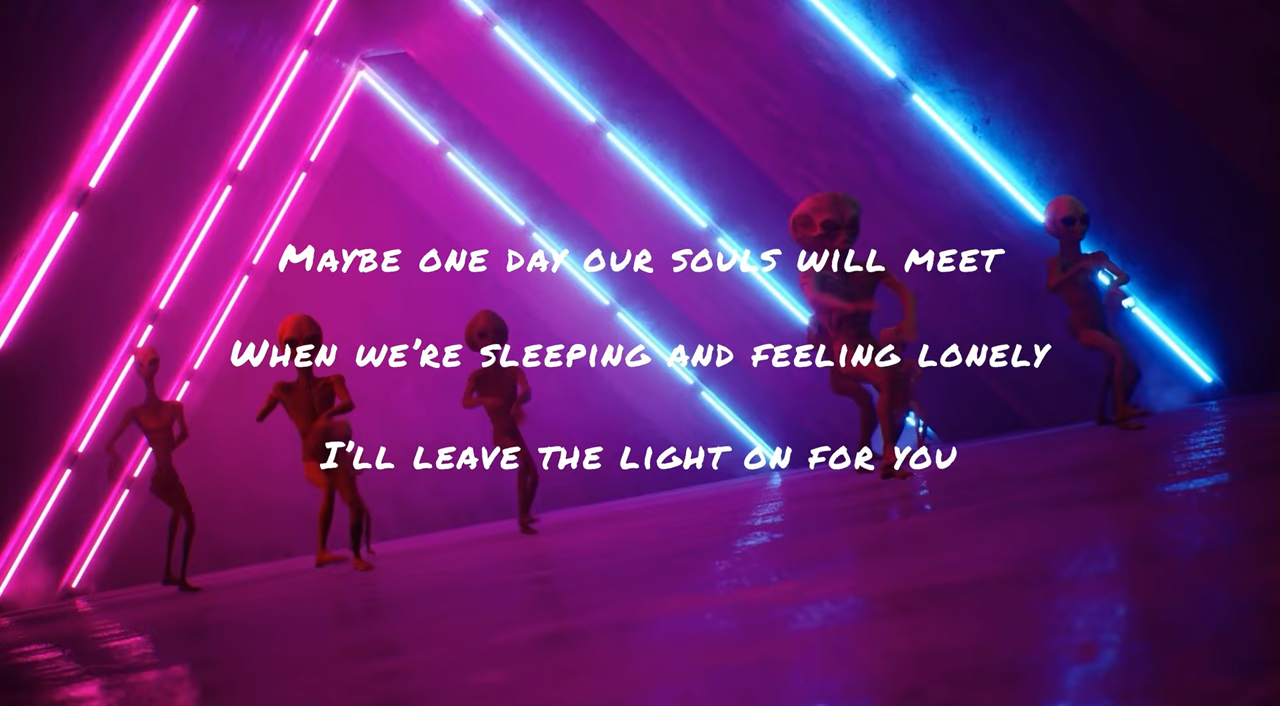 Maybe one day our souls will meet
When we're sleeping and feeling lonely
I'll leave the light on for you